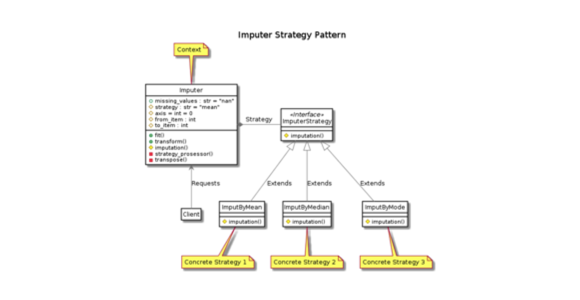 Imputer Strategy Pattern
Context
Imputer
missing_values : str = "nan"
strategy : str = "mean"
axis = int = 0
from_item : int
to_item : int
fit()
transform()
imputation()
strategy_prosessor()
transpose()
Strategy
«Interface»
ImputerStrategy
imputation()
Requests
Extends
Extends
Extends
Client
ImputByMean
imputation()
ImputByMedian
imputation()
ImputByMode
imputation()
Concrete Strategy 1
Concrete Strategy 2
Concrete Strategy 3